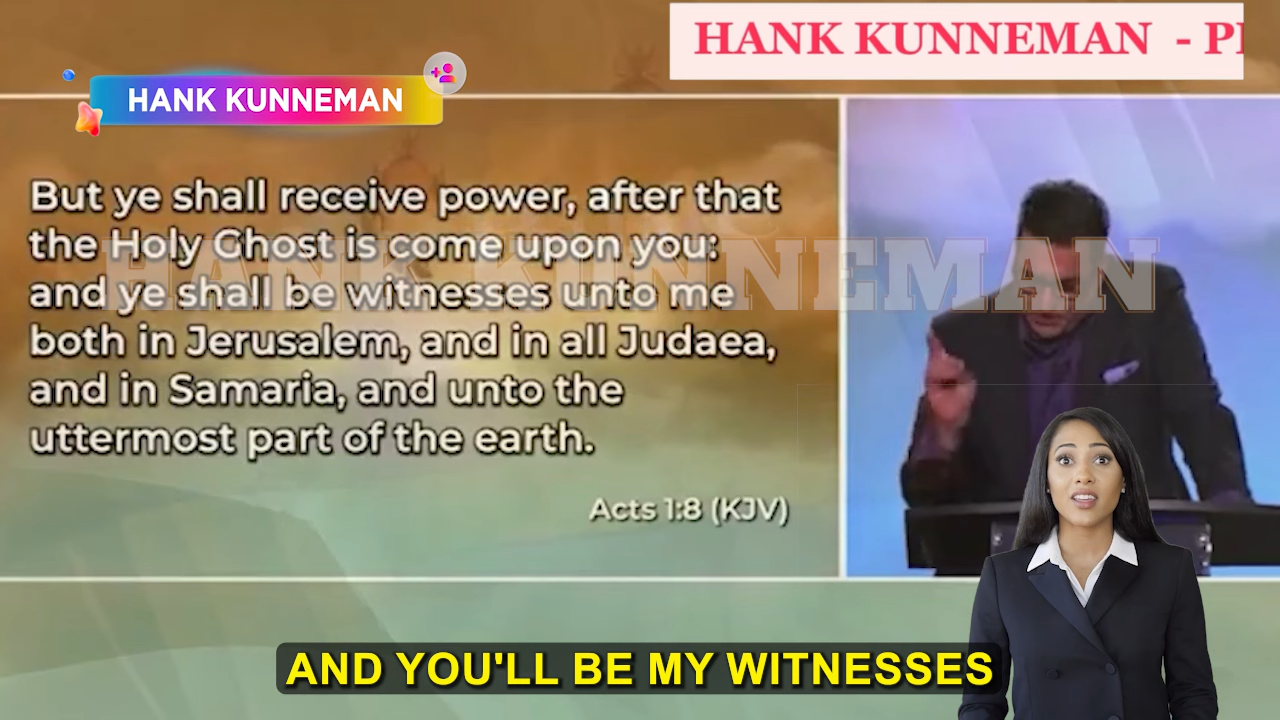 HANK KUNNEMAN - P
HANK KUNNEMAN
But ye shall receive power, after that
the Holy Ghost is come upon you:
and ye shall be witnesses unto me
both in Jerusalem, and in all Judaea,
and in Samaria, and unto the
uttermost part of the earth.
HANK KUNNEMAN
Acts 1:8 (KJV)
AND YOU'LL BE MY WITNESSES